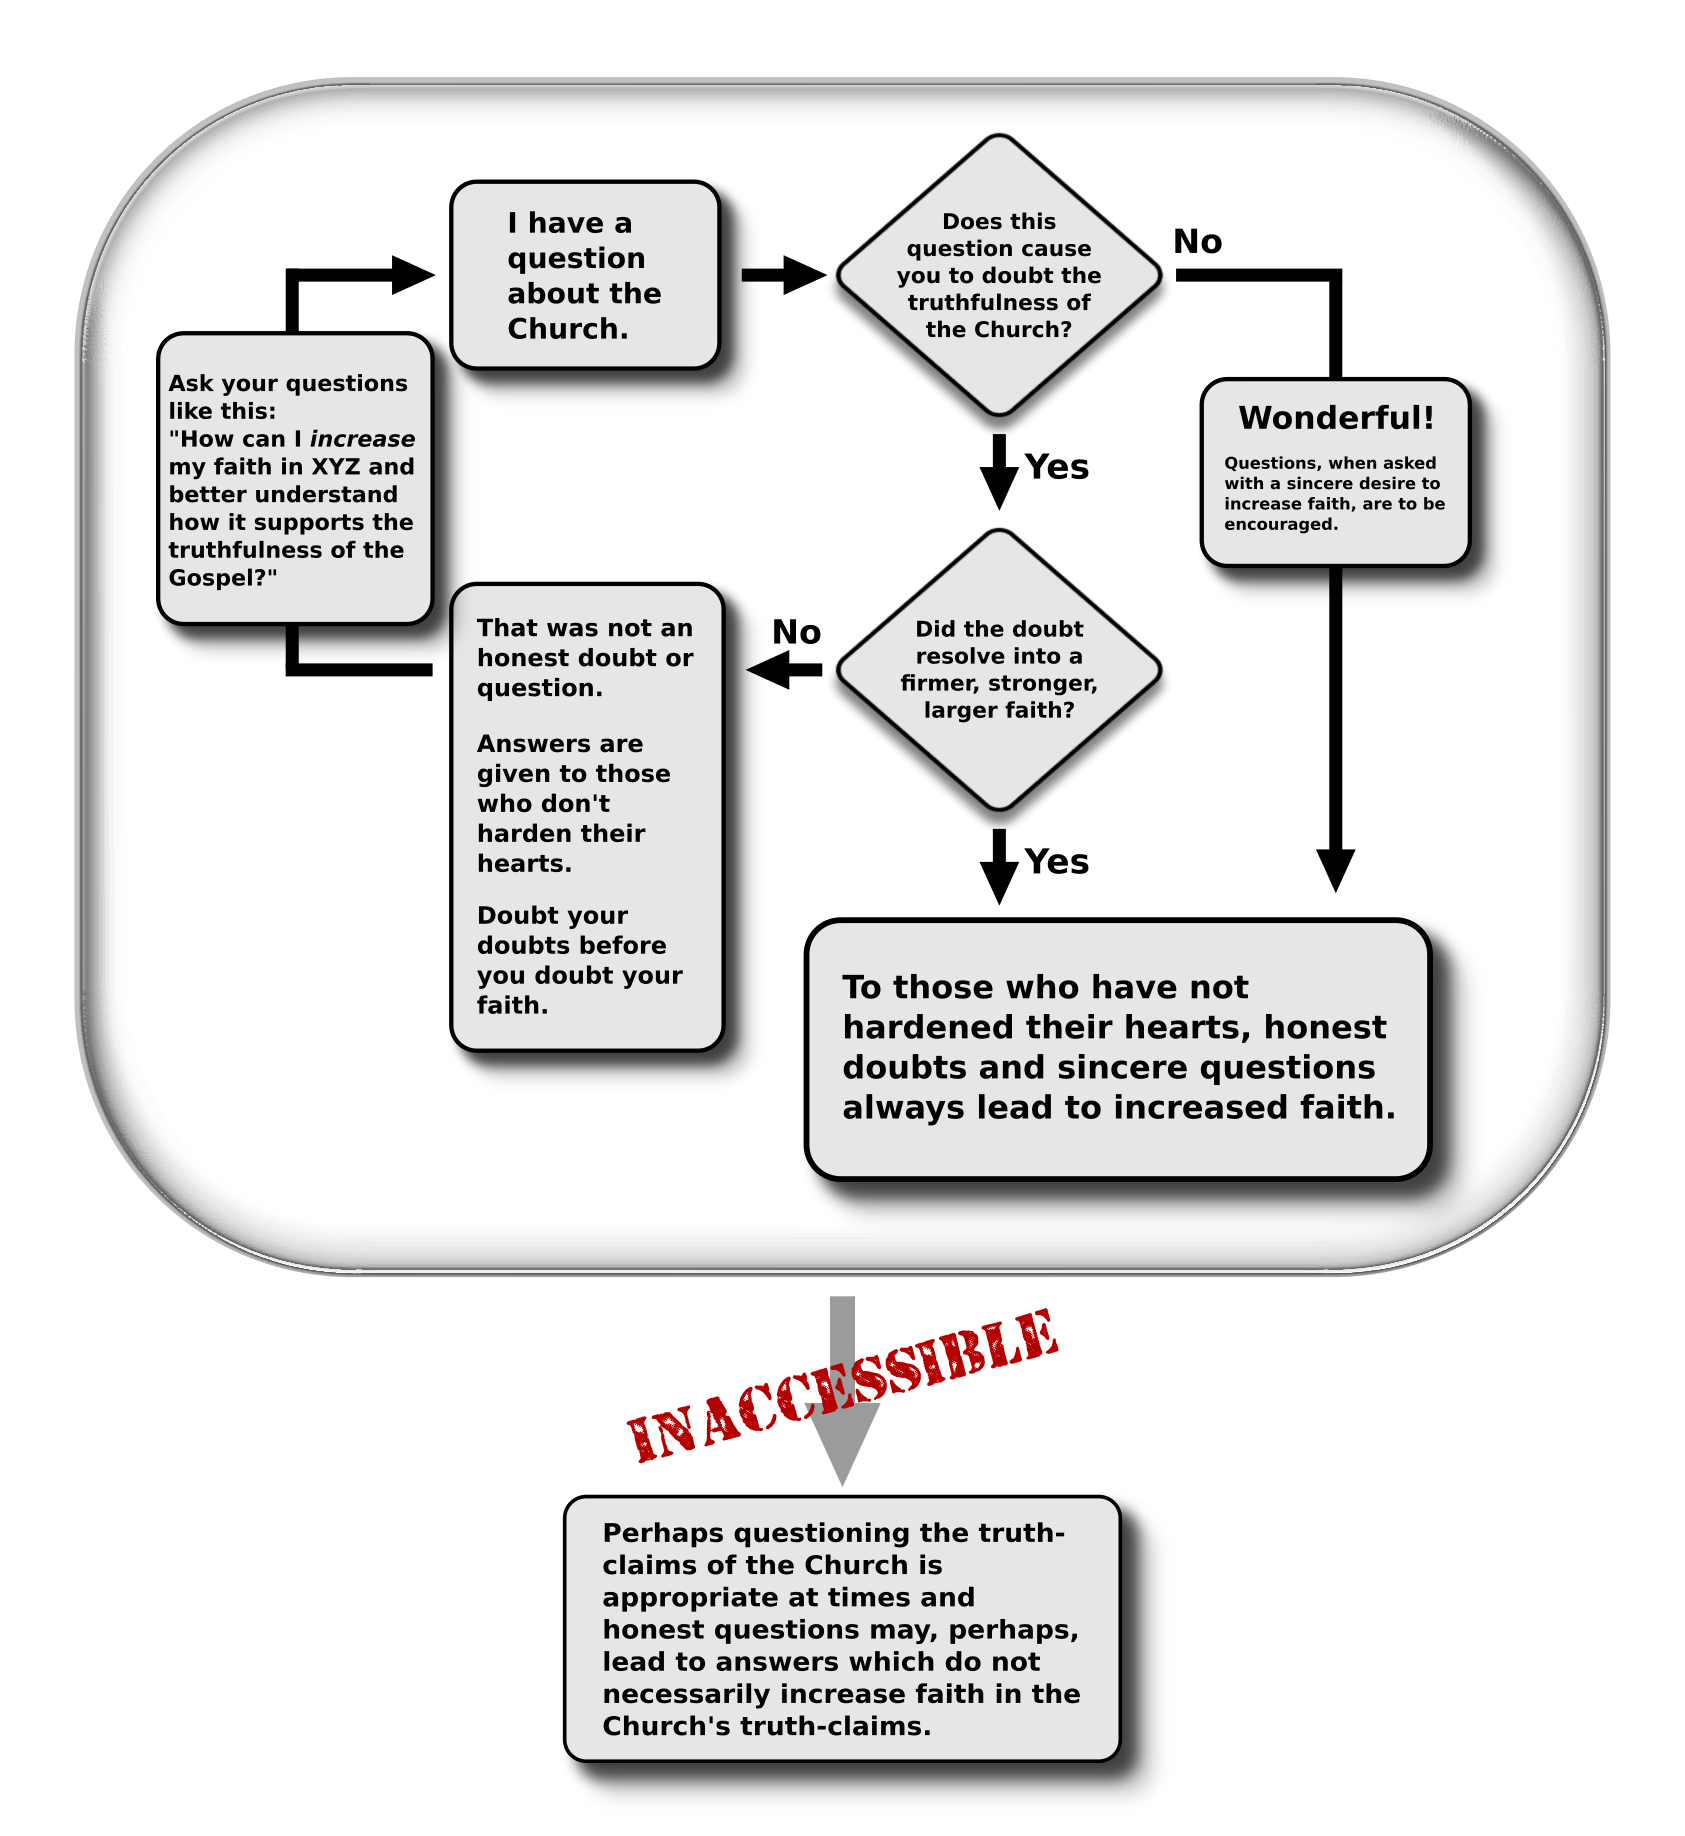 I have a
question
about the
Church.
Does this
question cause
you to doubt the
truthfulness of
the Church?
No
Wonderful!
Questions, when asked
with a sincere desire to
increase faith, are to be
encouraged.
Yes
Did the doubt
resolve into a
firmer, stronger,
larger faith?
No
That was not an
honest doubt or
question.
Answers are
given to those
who don't
harden their
hearts.
Doubt your
doubts before
you doubt your
faith.
Ask your questions
like this:
"How can I increase
my faith in XYZ and
better understand
how it supports the
truthfulness of the
Gospel?"
Yes
To those who have not
hardened their hearts, honest
doubts and sincere questions
always lead to increased faith.
INACCESSIBLE
Perhaps questioning the truth-
claims of the Church is
appropriate at times and
honest questions may, perhaps,
lead to answers which do not
necessarily increase faith in the
Church's truth-claims.